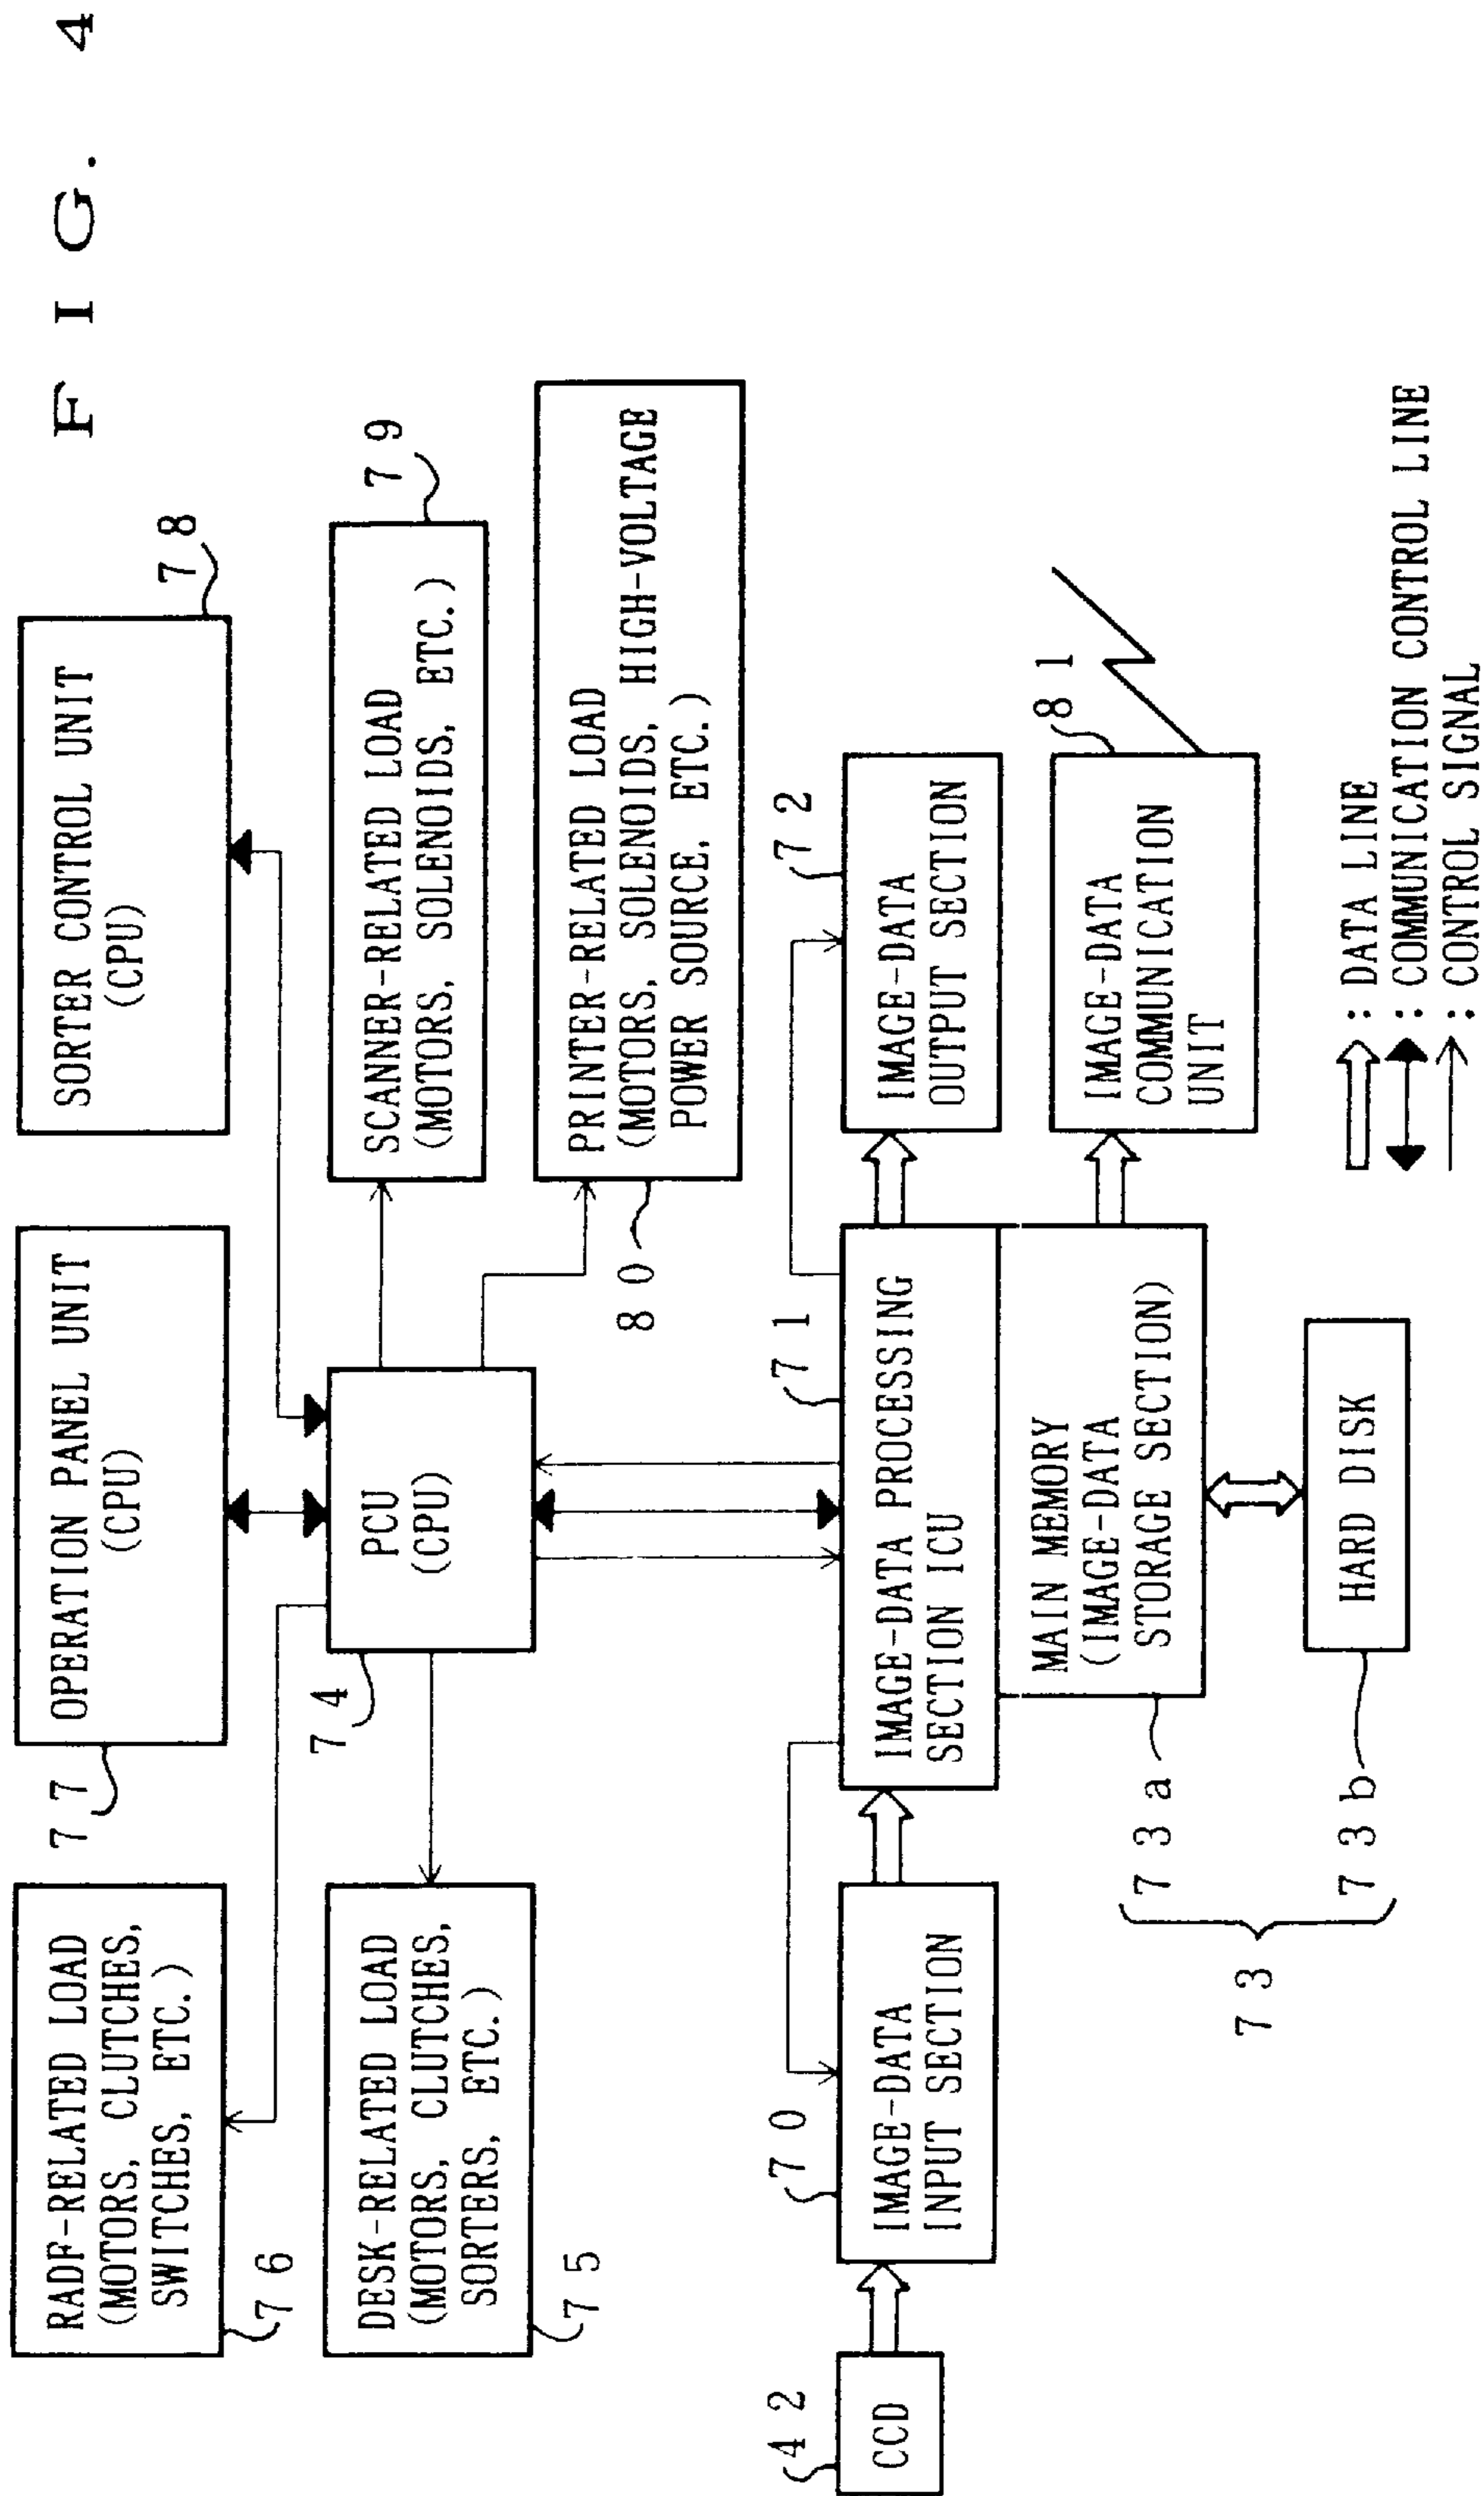 FIG. 4
77
78
76
RADF-RELATED LOAD
(MOTORS, CLUTCHES,
SWITCHES, ETC.)
OPERATION PANEL UNIT
(CPU)
SORTER CONTROL UNIT
(CPU)
74
79
75
DESK-RELATED LOAD
(MOTORS, CLUTCHES,
SORTERS, ETC.)
PCU
(CPU)
SCANNER-RELATED LOAD
(MOTORS, SOLENOIDS, ETC.)
80
PRINTER-RELATED LOAD
(MOTORS, SOLENOIDS, HIGH-VOLTAGE
POWER SOURCE, ETC.)
42
70
71
72
CCD
IMAGE-DATA
INPUT SECTION
IMAGE-DATA PROCESSING
SECTION ICU
IMAGE-DATA
OUTPUT SECTION
81
MAIN MEMORY
(IMAGE-DATA
STORAGE SECTION)
IMAGE-DATA
COMMUNICATION
UNIT
73a
73
73b
HARD DISK
: DATA LINE
: COMMUNICATION CONTROL LINE
: CONTROL SIGNAL